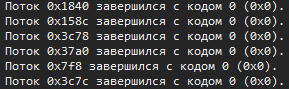 Поток 0x1840 завершился с кодом 0 (0x0).
Поток 0x158c завершился с кодом 0 (0x0).
Поток 0x3c78 завершился с кодом 0 (0x0).
Поток 0x37a0 завершился с кодом 0 (0x0).
Поток 0x7f8 завершился с кодом 0 (0x0).
Поток 0x3c7c завершился с кодом 0 (0x0).